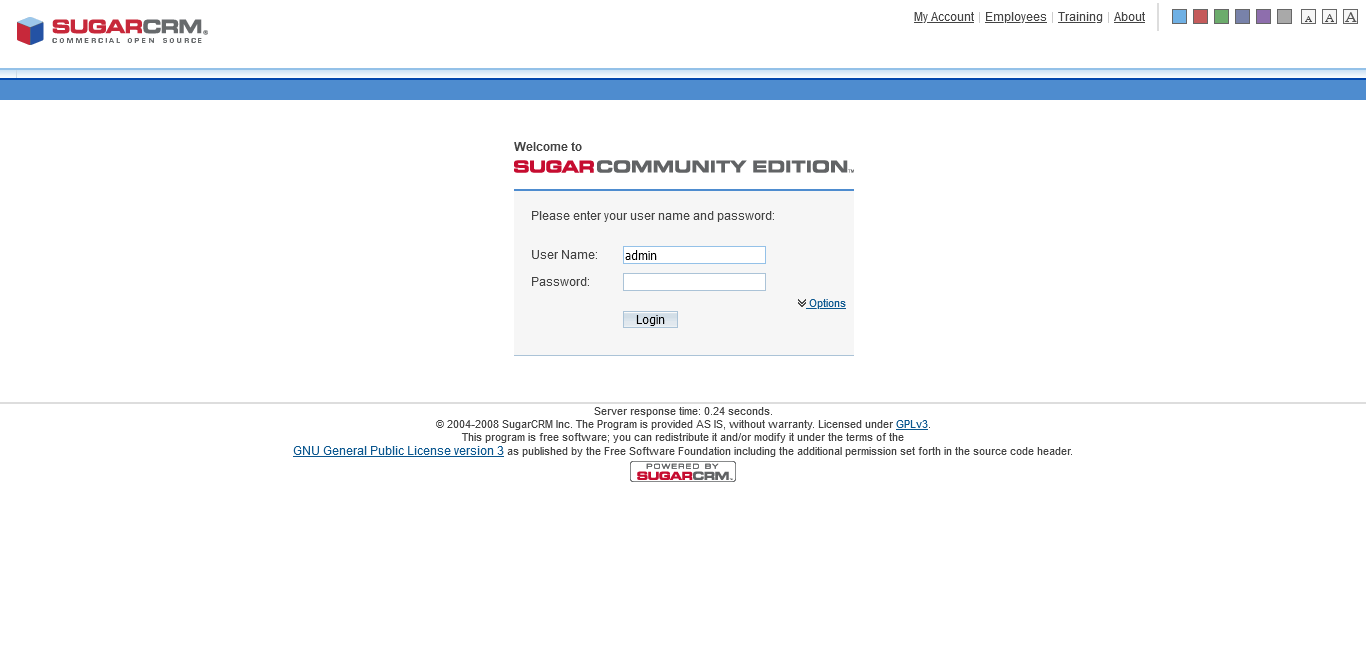 SUGARCRM®
COMMERCIAL OPEN SOURCE
My Account | Employees | Training | About
A A A
Welcome to
SUGARCOMMUNITY EDITION™
Please enter your user name and password:
User Name: admin
Password:
Options
Login
Server response time: 0.24 seconds.
© 2004-2008 SugarCRM Inc. The Program is provided AS IS, without warranty. Licensed under GPLv3.
This program is free software; you can redistribute it and/or modify it under the terms of the
GNU General Public License version 3 as published by the Free Software Foundation including the additional permission set forth in the source code header.
POWERED BY
SUGARCRM.